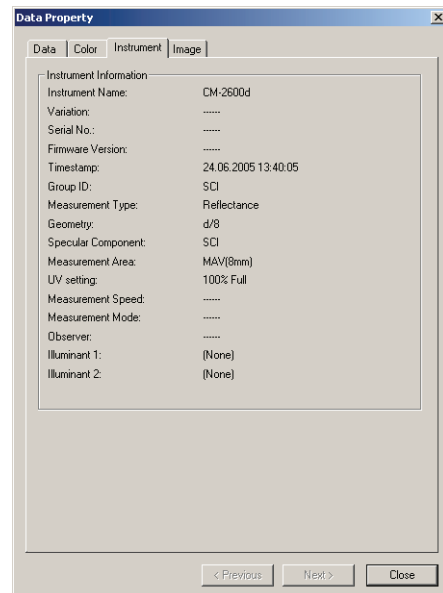 Data Property
Data Color Instrument Image
Instrument Information
Instrument Name: CM-2600d
Variation: ------
Serial No.: ------
Firmware Version: ------
Timestamp: 24.06.2005 13:40:05
Group ID: SCI
Measurement Type: Reflectance
Geometry: d/8
Specular Component: SCI
Measurement Area: MAV(8mm)
UV setting: 100% Full
Measurement Speed: ------
Measurement Mode: ------
Observer: ------
Illuminant 1: (None)
Illuminant 2: (None)
< Previous Next > Close